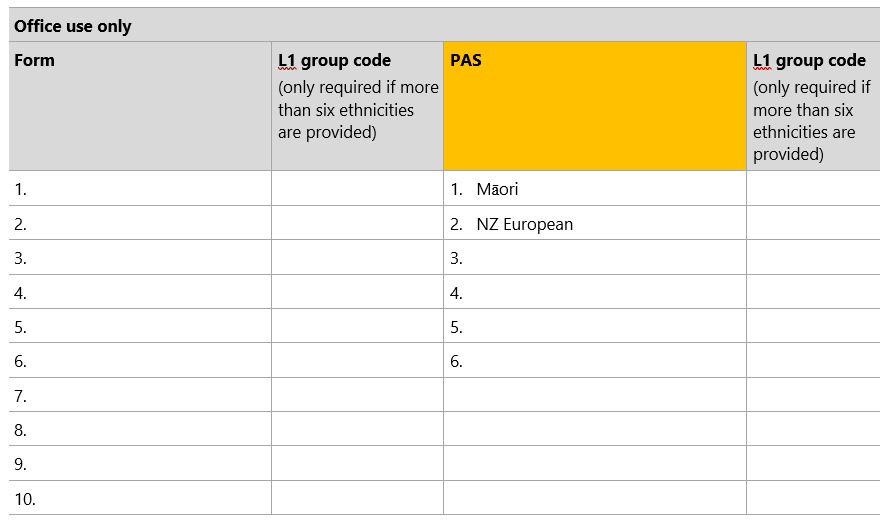 Office use only
Form
L1 group code
(only required if more
than six ethnicities
are provided)
PAS
L1 group code
(only required if
more than six
ethnicities are
provided)
1.
1. Māori
2.
2. NZ European
3.
3.
4.
4.
5.
5.
6.
6.
7.
8.
9.
10.